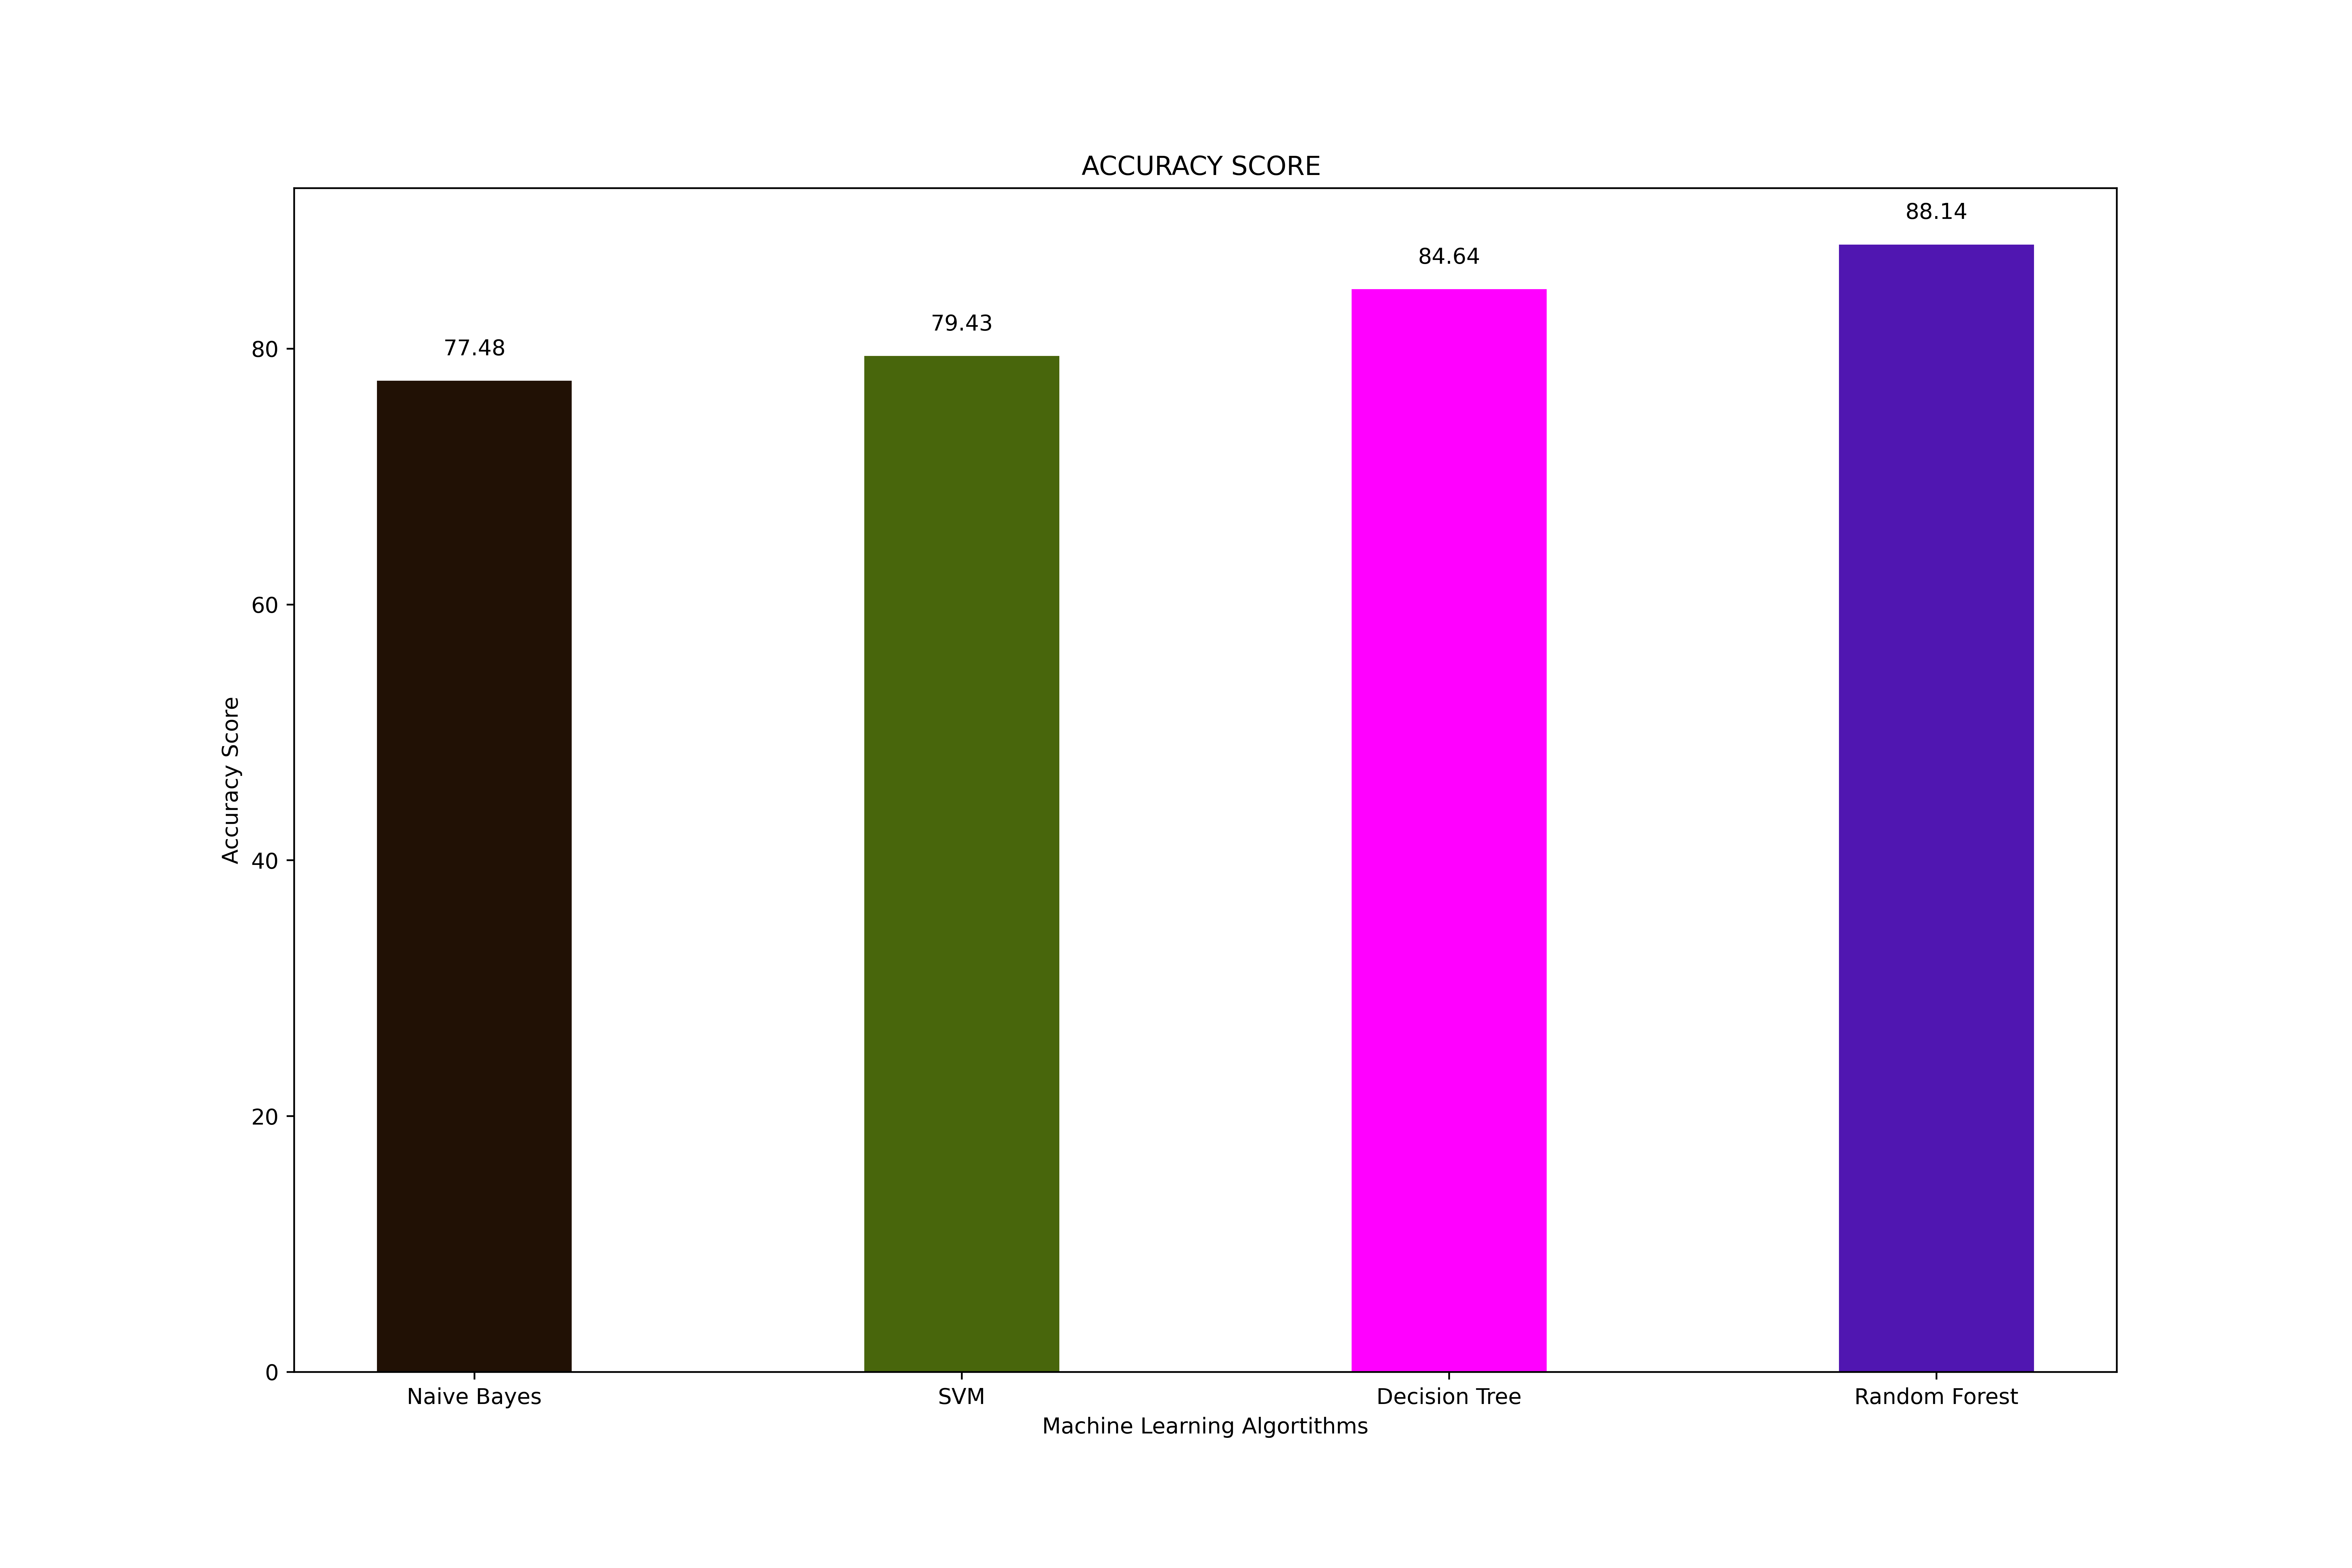 ACCURACY SCORE
88.14
84.64
79.43
77.48
80
60
40
20
0
Accuracy Score
Naive Bayes
SVM
Decision Tree
Random Forest
Machine Learning Algortithms